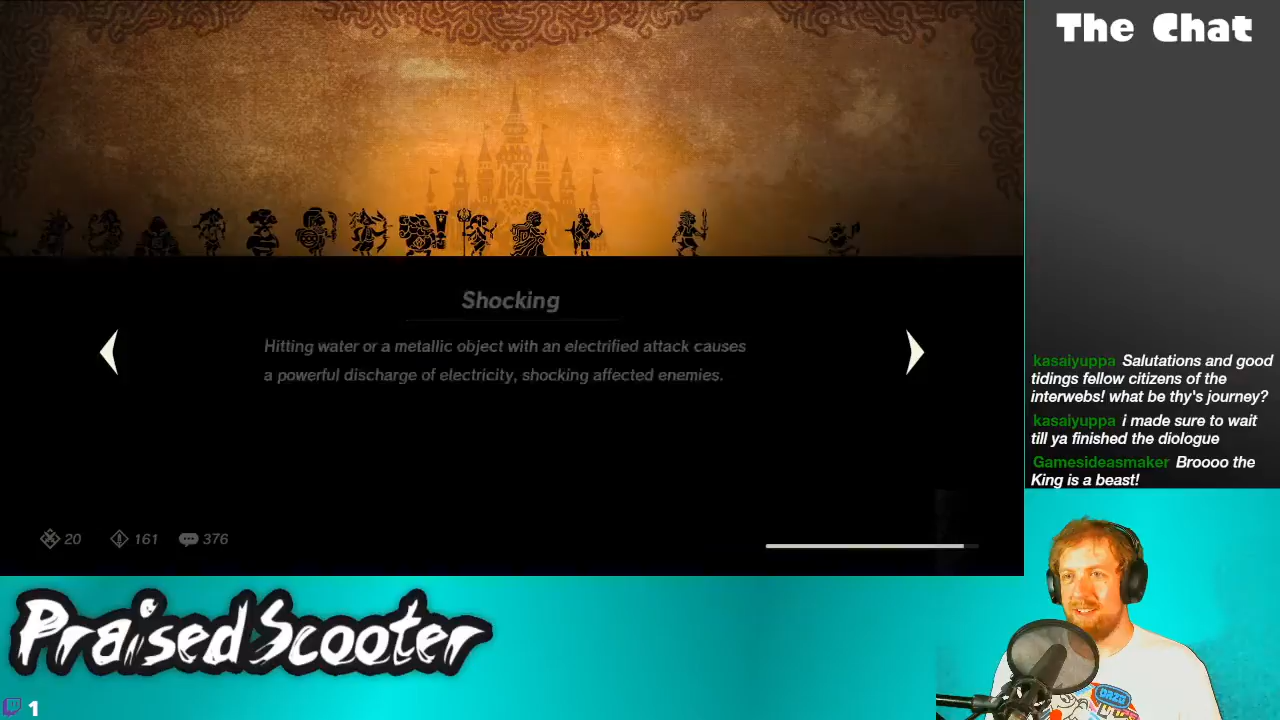 The Chat
Shocking
Hitting water or a metallic object with an electrified attack causes
a powerful discharge of electricity, shocking affected enemies.
20 161 376
kasaiyuppa Salutations and good
tidings fellow citizens of the
interwebs! what be thy's journey?
kasaiyuppa i made sure to wait
till ya finished the diologue
Gamesideasmaker Broooo the
King is a beast!
PraisedScooter
1